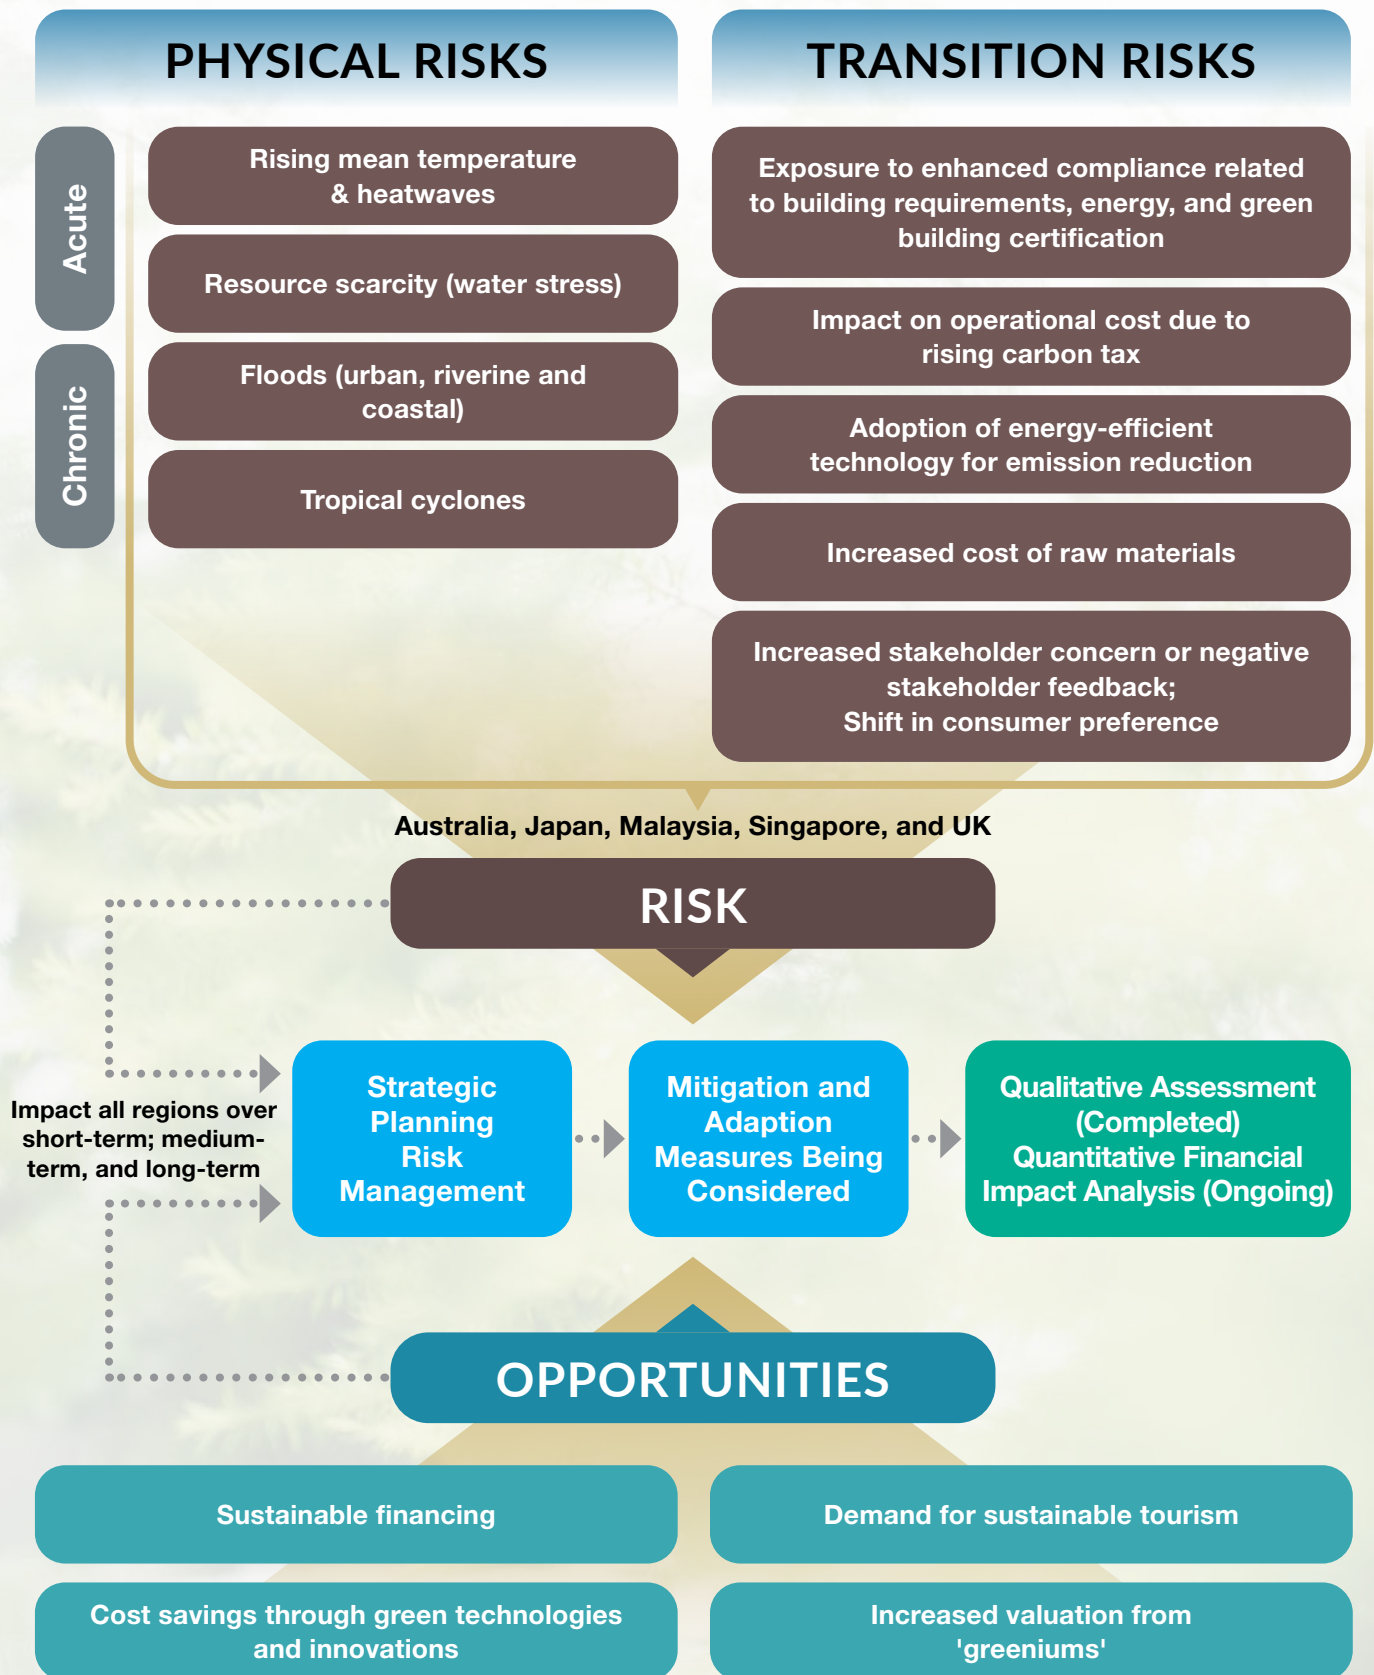 PHYSICAL RISKS
Acute
Rising mean temperature
& heatwaves
Resource scarcity (water stress)
Chronic
Floods (urban, riverine and
coastal)
Tropical cyclones
TRANSITION RISKS
Exposure to enhanced compliance related
to building requirements, energy, and green
building certification
Impact on operational cost due to
rising carbon tax
Adoption of energy-efficient
technology for emission reduction
Increased cost of raw materials
Increased stakeholder concern or negative
stakeholder feedback;
Shift in consumer preference
Australia, Japan, Malaysia, Singapore, and UK
RISK
Impact all regions over
short-term; medium-
term, and long-term
Strategic
Planning
Risk
Management
Mitigation and
Adaption
Measures Being
Considered
Qualitative Assessment
(Completed)
Quantitative Financial
Impact Analysis (Ongoing)
OPPORTUNITIES
Sustainable financing
Demand for sustainable tourism
Cost savings through green technologies
and innovations
Increased valuation from
'greeniums'